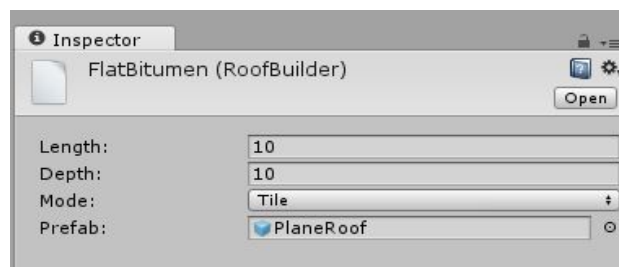 Inspector
FlatBitumen (RoofBuilder)
Open
Length: 10
Depth: 10
Mode: Tile
Prefab: PlaneRoof